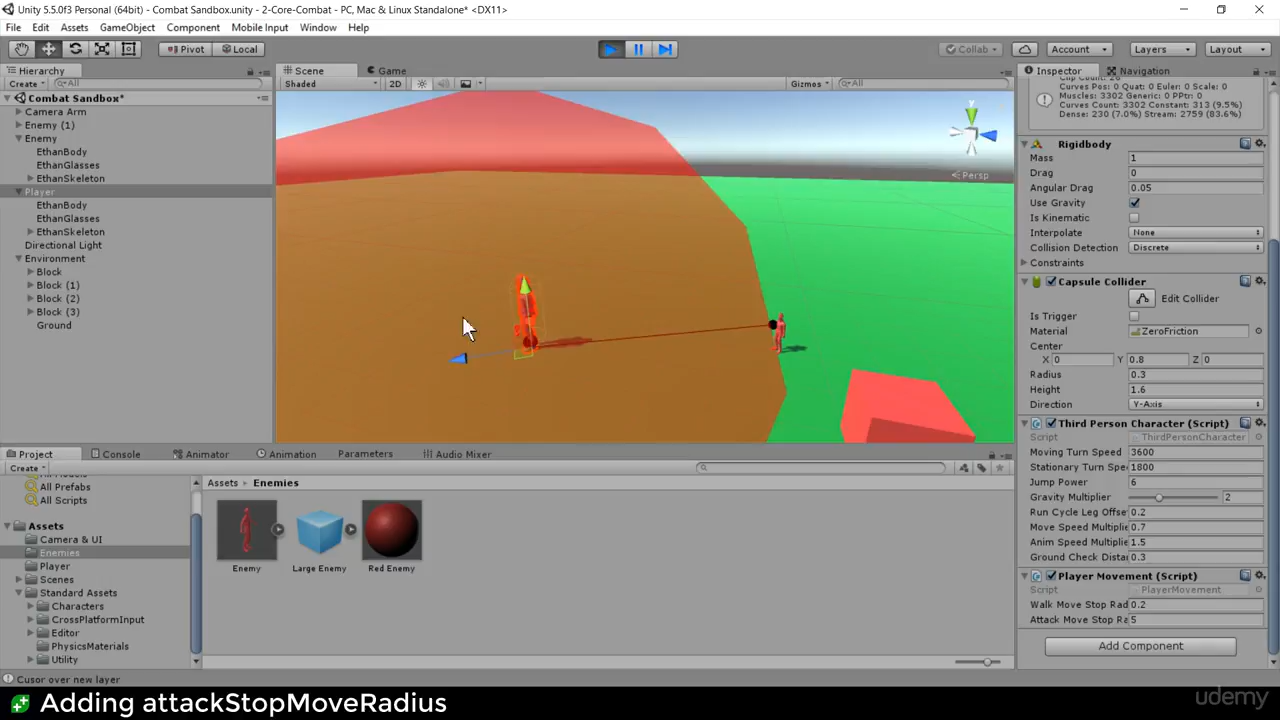 Unity 5.5.0f3 Personal (64bit) - Combat Sandbox.unity - 2-Core-Combat - PC, Mac & Linux Standalone* <DX11>
File Edit Assets GameObject Component Mobile Input Window Help
Pivot Local Collab Account Layers Layout
Hierarchy
Create All
Combat Sandbox*
Camera Arm
Enemy (1)
Enemy
EthanBody
EthanGlasses
EthanSkeleton
Player
EthanBody
EthanGlasses
EthanSkeleton
Directional Light
Environment
Block
Block (1)
Block (2)
Block (3)
Ground
Scene Game
Shaded 2D Gizmos All
Y
Persp
Inspector Navigation
Curves Pos: 0 Quat: 0 Euler: 0 Scale: 0
Muscles: 3302 Generic: 0 PPtr: 0
Curves Count: 3302 Constant: 313 (9.5%)
Dense: 230 (7.0%) Stream: 2759 (83.6%)
Rigidbody
Mass 1
Drag 0
Angular Drag 0.05
Use Gravity
Is Kinematic
Interpolate None
Collision Detection Discrete
Constraints
Capsule Collider
Edit Collider
Is Trigger
Material ZeroFriction
Center
X 0 Y 0.8 Z 0
Radius 0.3
Height 1.6
Direction Y-Axis
Third Person Character (Script)
Script ThirdPersonCharacter
Moving Turn Speed 3600
Stationary Turn Spee 1800
Jump Power 6
Gravity Multiplier 2
Run Cycle Leg Offse 0.2
Move Speed Multiplie 0.7
Anim Speed Multiplie 1.5
Ground Check Distar 0.3
Player Movement (Script)
Script PlayerMovement
Walk Move Stop Rad 0.2
Attack Move Stop Ra 5
Add Component
Project Console Animator Animation Parameters Audio Mixer
Create
All Prefabs
All Scripts
Assets
Camera & UI
Enemies
Player
Scenes
Standard Assets
Characters
CrossPlatformInput
Editor
PhysicsMaterials
Utility
Assets Enemies
Enemy Large Enemy Red Enemy
Cusor over new layer
Adding attackStopMoveRadius
udemy